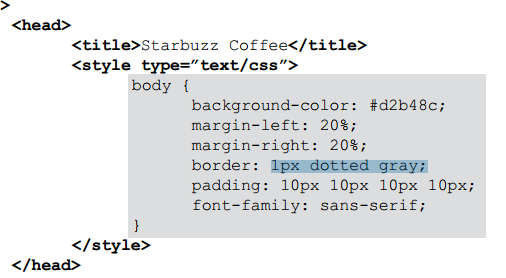 >
<head>
<title>Starbuzz Coffee</title>
<style type=”text/css”>
body {
background-color: #d2b48c;
margin-left: 20%;
margin-right: 20%;
border: 1px dotted gray;
padding: 10px 10px 10px 10px;
font-family: sans-serif;
}
</style>
</head>